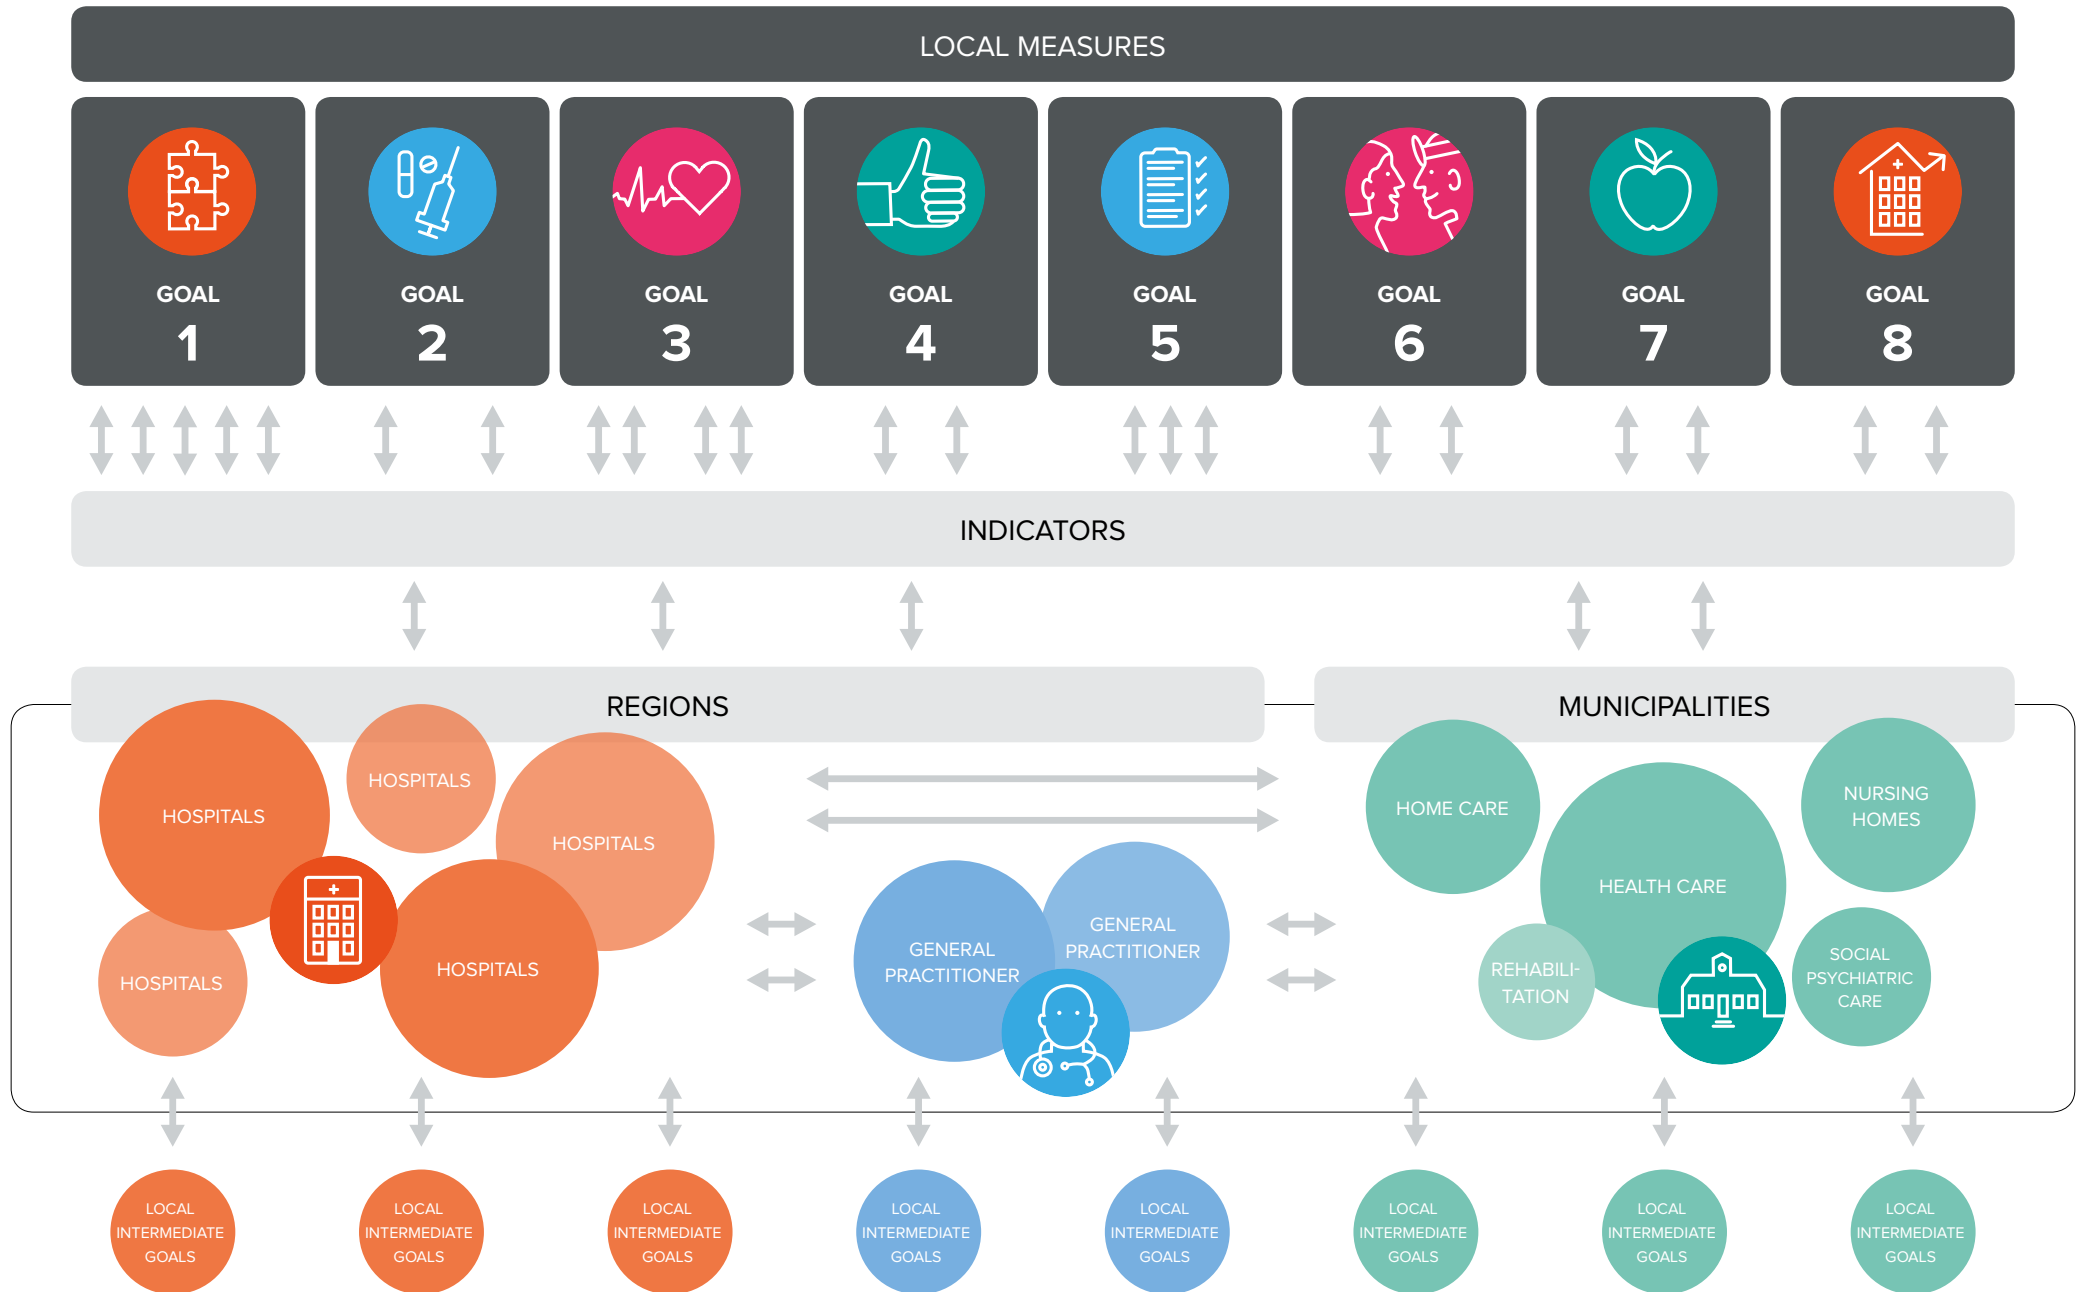 LOCAL MEASURES
GOAL
1
GOAL
2
GOAL
3
GOAL
4
GOAL
5
GOAL
6
GOAL
7
GOAL
8
INDICATORS
REGIONS
MUNICIPALITIES
HOSPITALS
HOSPITALS
HOSPITALS
HOSPITALS
HOSPITALS
GENERAL
PRACTITIONER
GENERAL
PRACTITIONER
HOME CARE
HEALTH CARE
NURSING
HOMES
REHABILI-
TATION
SOCIAL
PSYCHIATRIC
CARE
LOCAL
INTERMEDIATE
GOALS
LOCAL
INTERMEDIATE
GOALS
LOCAL
INTERMEDIATE
GOALS
LOCAL
INTERMEDIATE
GOALS
LOCAL
INTERMEDIATE
GOALS
LOCAL
INTERMEDIATE
GOALS
LOCAL
INTERMEDIATE
GOALS
LOCAL
INTERMEDIATE
GOALS